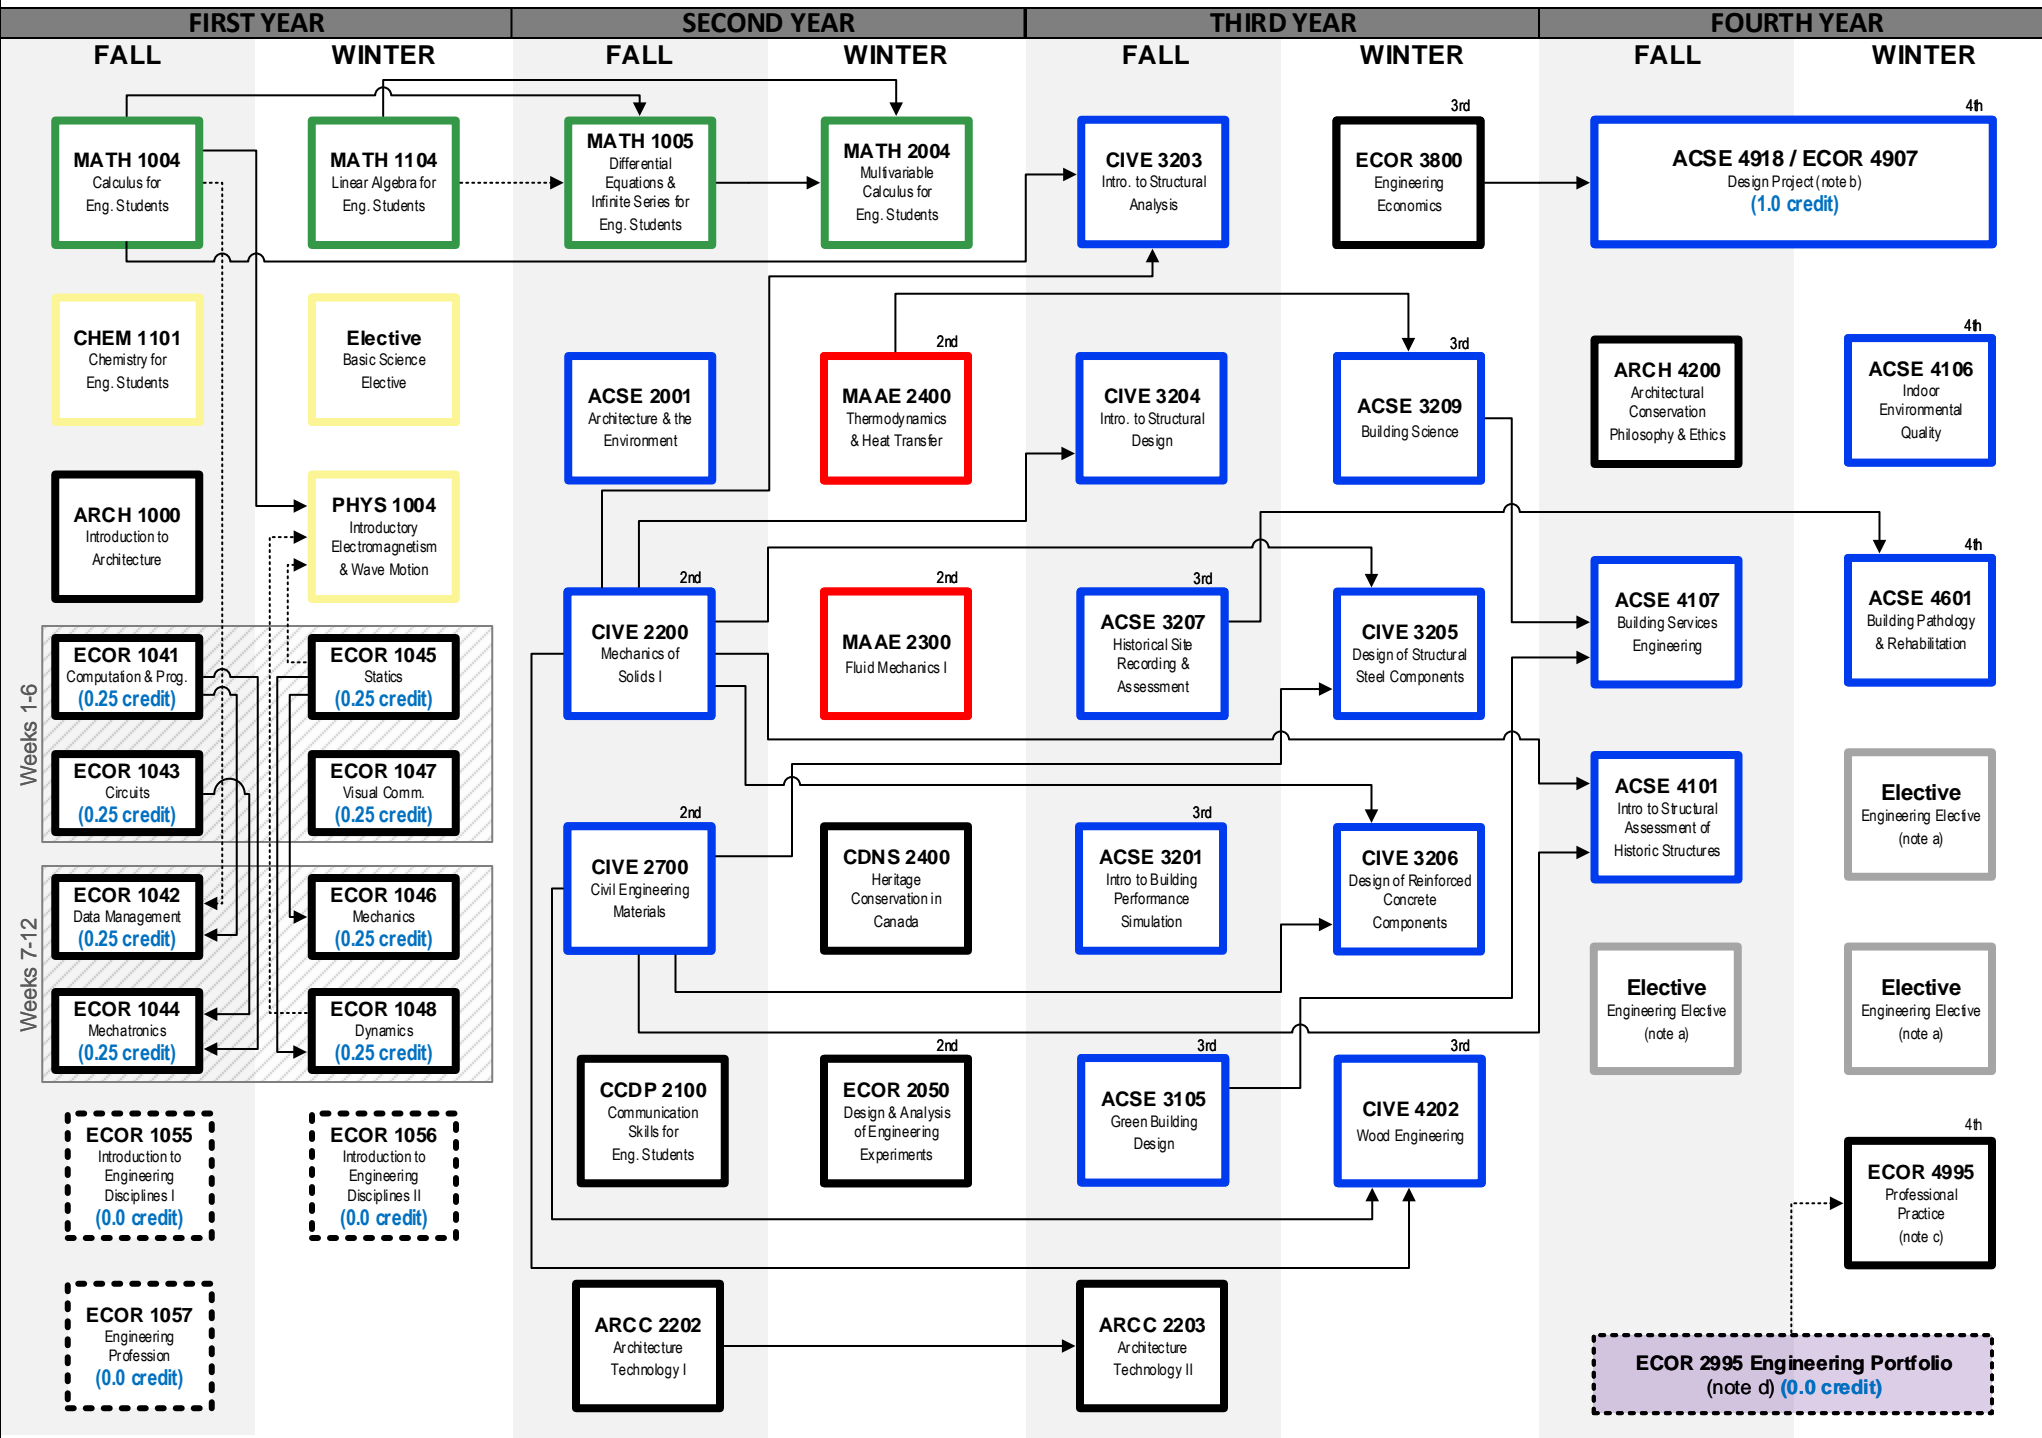 FIRST YEAR
SECOND YEAR
THIRD YEAR
FOURTH YEAR
FALL
WINTER
FALL
WINTER
FALL
WINTER
FALL
WINTER
MATH 1004
Calculus for
Eng. Students
MATH 1104
Linear Algebra for
Eng. Students
MATH 1005
Differential
Equations &
Infinite Series for
Eng. Students
MATH 2004
Multivariable
Calculus for
Eng. Students
CIVE 3203
Intro. to Structural
Analysis
3rd
ECOR 3800
Engineering
Economics
4th
ACSE 4918 / ECOR 4907
Design Project (note b)
(1.0 credit)
CHEM 1101
Chemistry for
Eng. Students
Elective
Basic Science
Elective
ACSE 2001
Architecture & the
Environment
2nd
MAAE 2400
Thermodynamics
& Heat Transfer
CIVE 3204
Intro. to Structural
Design
3rd
ACSE 3209
Building Science
ARCH 4200
Architectural
Conservation
Philosophy & Ethics
4th
ACSE 4106
Indoor
Environmental
Quality
ARCH 1000
Introduction to
Architecture
PHYS 1004
Introductory
Electromagnetism
& Wave Motion
2nd
CIVE 2200
Mechanics of
Solids I
2nd
MAAE 2300
Fluid Mechanics I
3rd
ACSE 3207
Historical Site
Recording &
Assessment
CIVE 3205
Design of Structural
Steel Components
ACSE 4107
Building Services
Engineering
4th
ACSE 4601
Building Pathology
& Rehabilitation
Weeks 1-6
ECOR 1041
Computation & Prog.
(0.25 credit)
ECOR 1045
Statics
(0.25 credit)
ECOR 1043
Circuits
(0.25 credit)
ECOR 1047
Visual Comm.
(0.25 credit)
2nd
CIVE 2700
Civil Engineering
Materials
CDNS 2400
Heritage
Conservation in
Canada
3rd
ACSE 3201
Intro to Building
Performance
Simulation
CIVE 3206
Design of Reinforced
Concrete
Components
ACSE 4101
Intro to Structural
Assessment of
Historic Structures
Elective
Engineering Elective
(note a)
Weeks 7-12
ECOR 1042
Data Management
(0.25 credit)
ECOR 1046
Mechanics
(0.25 credit)
ECOR 1044
Mechatronics
(0.25 credit)
ECOR 1048
Dynamics
(0.25 credit)
Elective
Engineering Elective
(note a)
Elective
Engineering Elective
(note a)
CCDP 2100
Communication
Skills for
Eng. Students
2nd
ECOR 2050
Design & Analysis
of Engineering
Experiments
3rd
ACSE 3105
Green Building
Design
3rd
CIVE 4202
Wood Engineering
ECOR 1055
Introduction to
Engineering
Disciplines I
(0.0 credit)
ECOR 1056
Introduction to
Engineering
Disciplines II
(0.0 credit)
4th
ECOR 4995
Professional
Practice
(note c)
ECOR 1057
Engineering
Profession
(0.0 credit)
ARCC 2202
Architecture
Technology I
ARCC 2203
Architecture
Technology II
ECOR 2995 Engineering Portfolio
(note d) (0.0 credit)